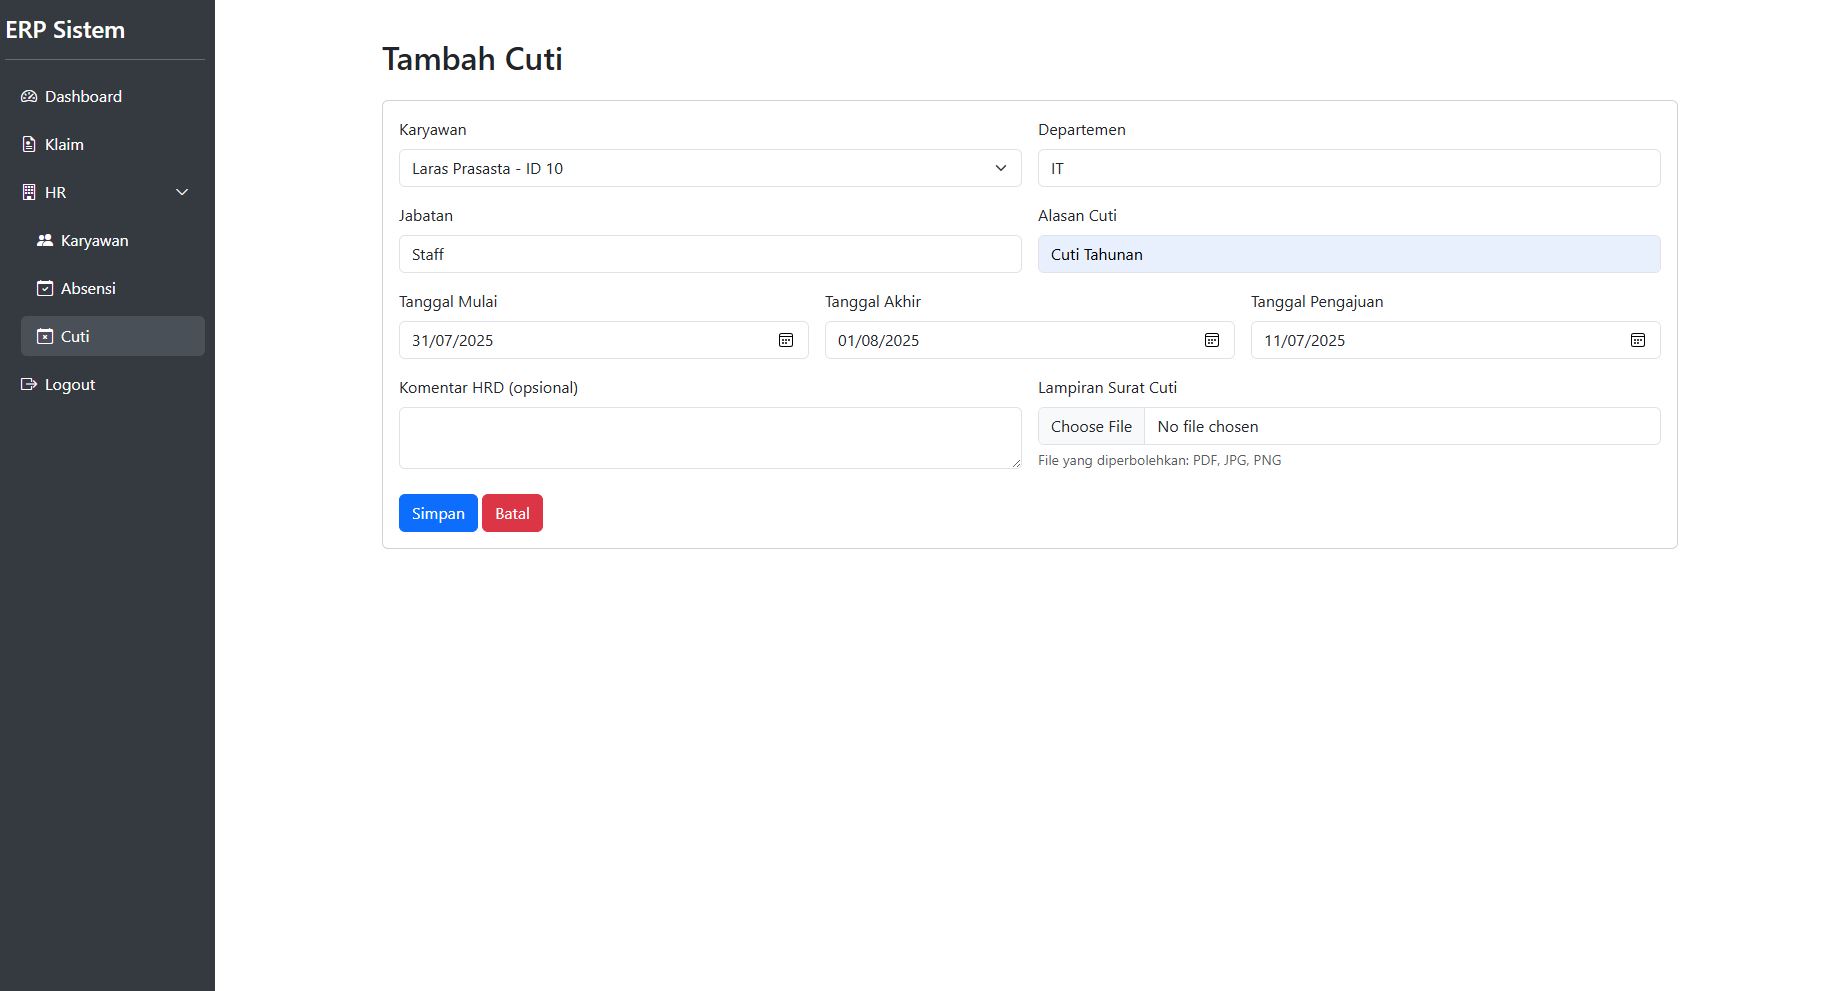 ERP Sistem
Dashboard
Klaim
HR
Karyawan
Absensi
Cuti
Logout
Tambah Cuti
Karyawan
Laras Prasasta - ID 10
Departemen
IT
Jabatan
Staff
Alasan Cuti
Cuti Tahunan
Tanggal Mulai
31/07/2025
Tanggal Akhir
01/08/2025
Tanggal Pengajuan
11/07/2025
Komentar HRD (opsional)
Lampiran Surat Cuti
Choose File No file chosen
File yang diperbolehkan: PDF, JPG, PNG
Simpan Batal